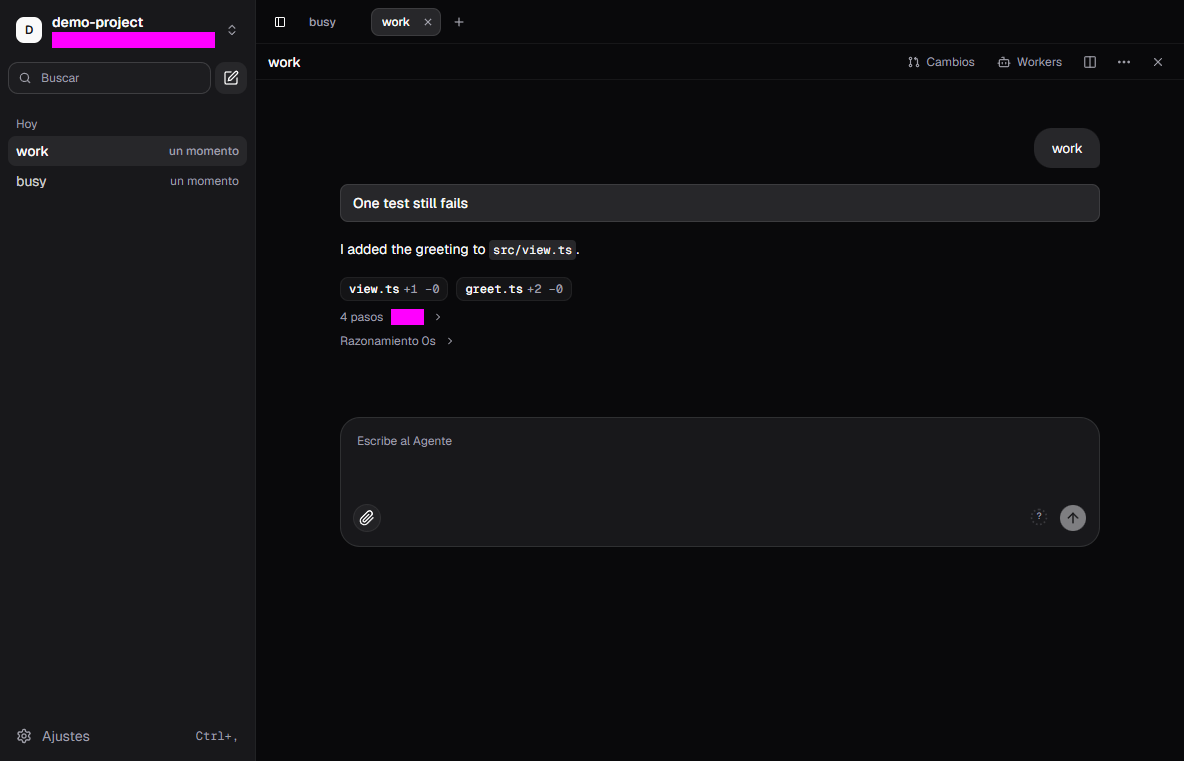 D demo-project
busy
work
Buscar
work
Cambios
Workers
Hoy
work un momento
busy un momento
work
One test still fails
I added the greeting to src/view.ts.
view.ts +1 -0 greet.ts +2 -0
4 pasos
Razonamiento 0s
Escribe al Agente
?
Ajustes Ctrl+,